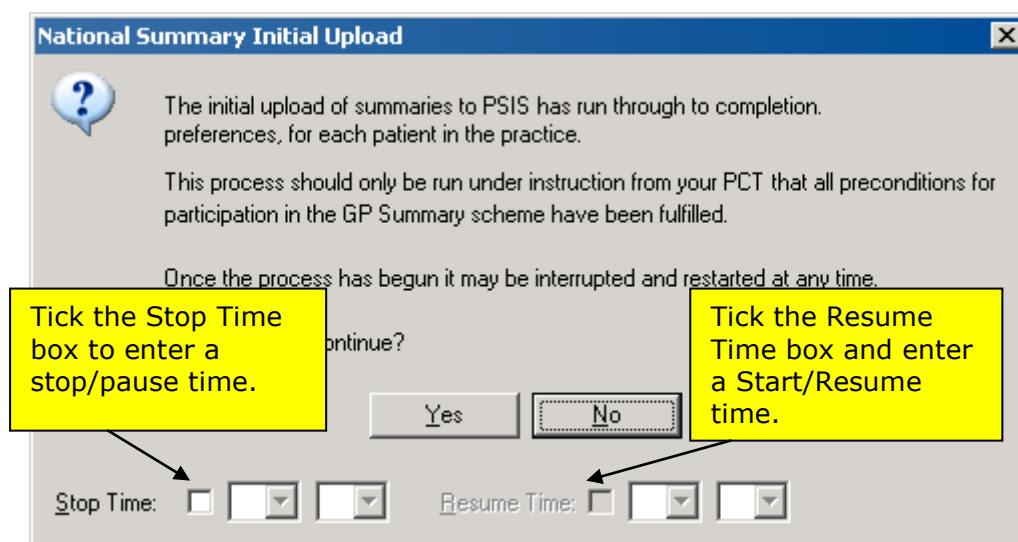 National Summary Initial Upload
The initial upload of summaries to PSIS has run through to completion.
preferences, for each patient in the practice.
This process should only be run under instruction from your PCT that all preconditions for
participation in the GP Summary scheme have been fulfilled.
Once the process has begun it may be interrupted and restarted at any time.
Tick the Stop Time
box to enter a
stop/pause time.
continue?
Tick the Resume
Time box and enter
a Start/Resume
time.
Yes
No
Stop Time:
Resume Time: